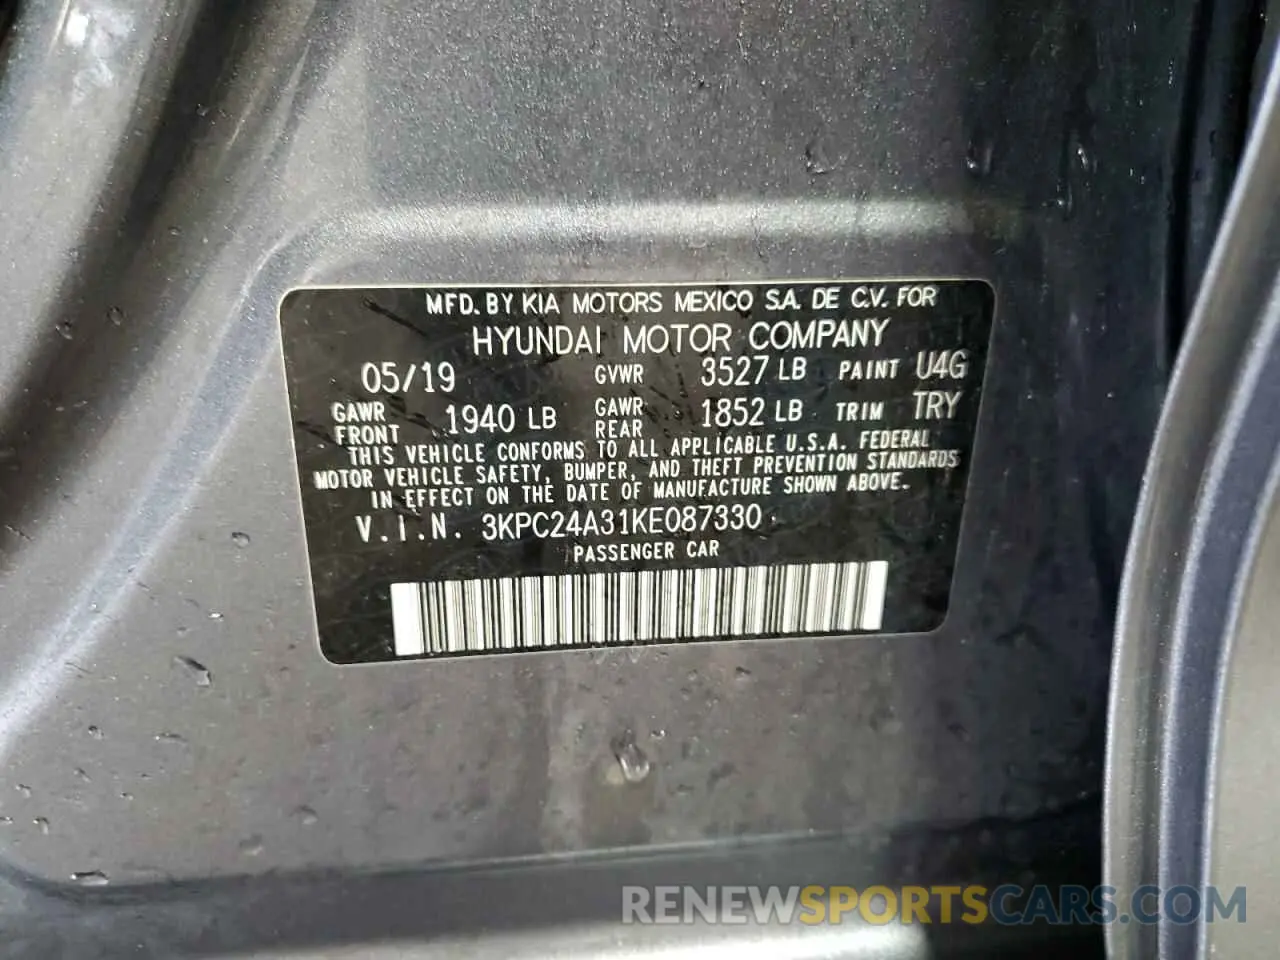 MFD. BY KIA MOTORS MEXICO S.A. DE C.V. FOR
HYUNDAI MOTOR COMPANY
05/19 GVWR 3527 LB PAINT U4G
GAWR FRONT 1940 LB GAWR REAR 1852 LB TRIM TRY
THIS VEHICLE CONFORMS TO ALL APPLICABLE U.S.A. FEDERAL
MOTOR VEHICLE SAFETY, BUMPER, AND THEFT PREVENTION STANDARDS
IN EFFECT ON THE DATE OF MANUFACTURE SHOWN ABOVE.
V.I.N. 3KPC24A31KE087330
PASSENGER CAR
RENEWSPORTSCARS.COM